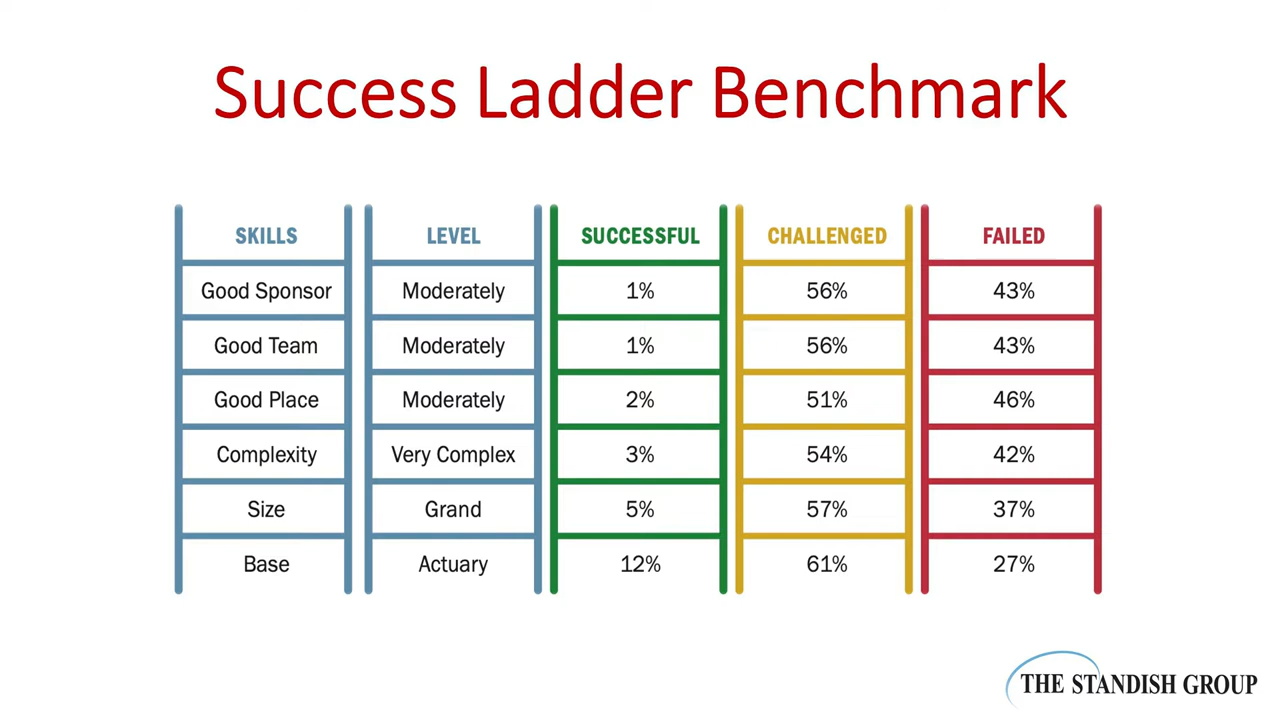 Success Ladder Benchmark
SKILLS LEVEL SUCCESSFUL CHALLENGED FAILED
Good Sponsor Moderately 1% 56% 43%
Good Team Moderately 1% 56% 43%
Good Place Moderately 2% 51% 46%
Complexity Very Complex 3% 54% 42%
Size Grand 5% 57% 37%
Base Actuary 12% 61% 27%
THE STANDISH GROUP